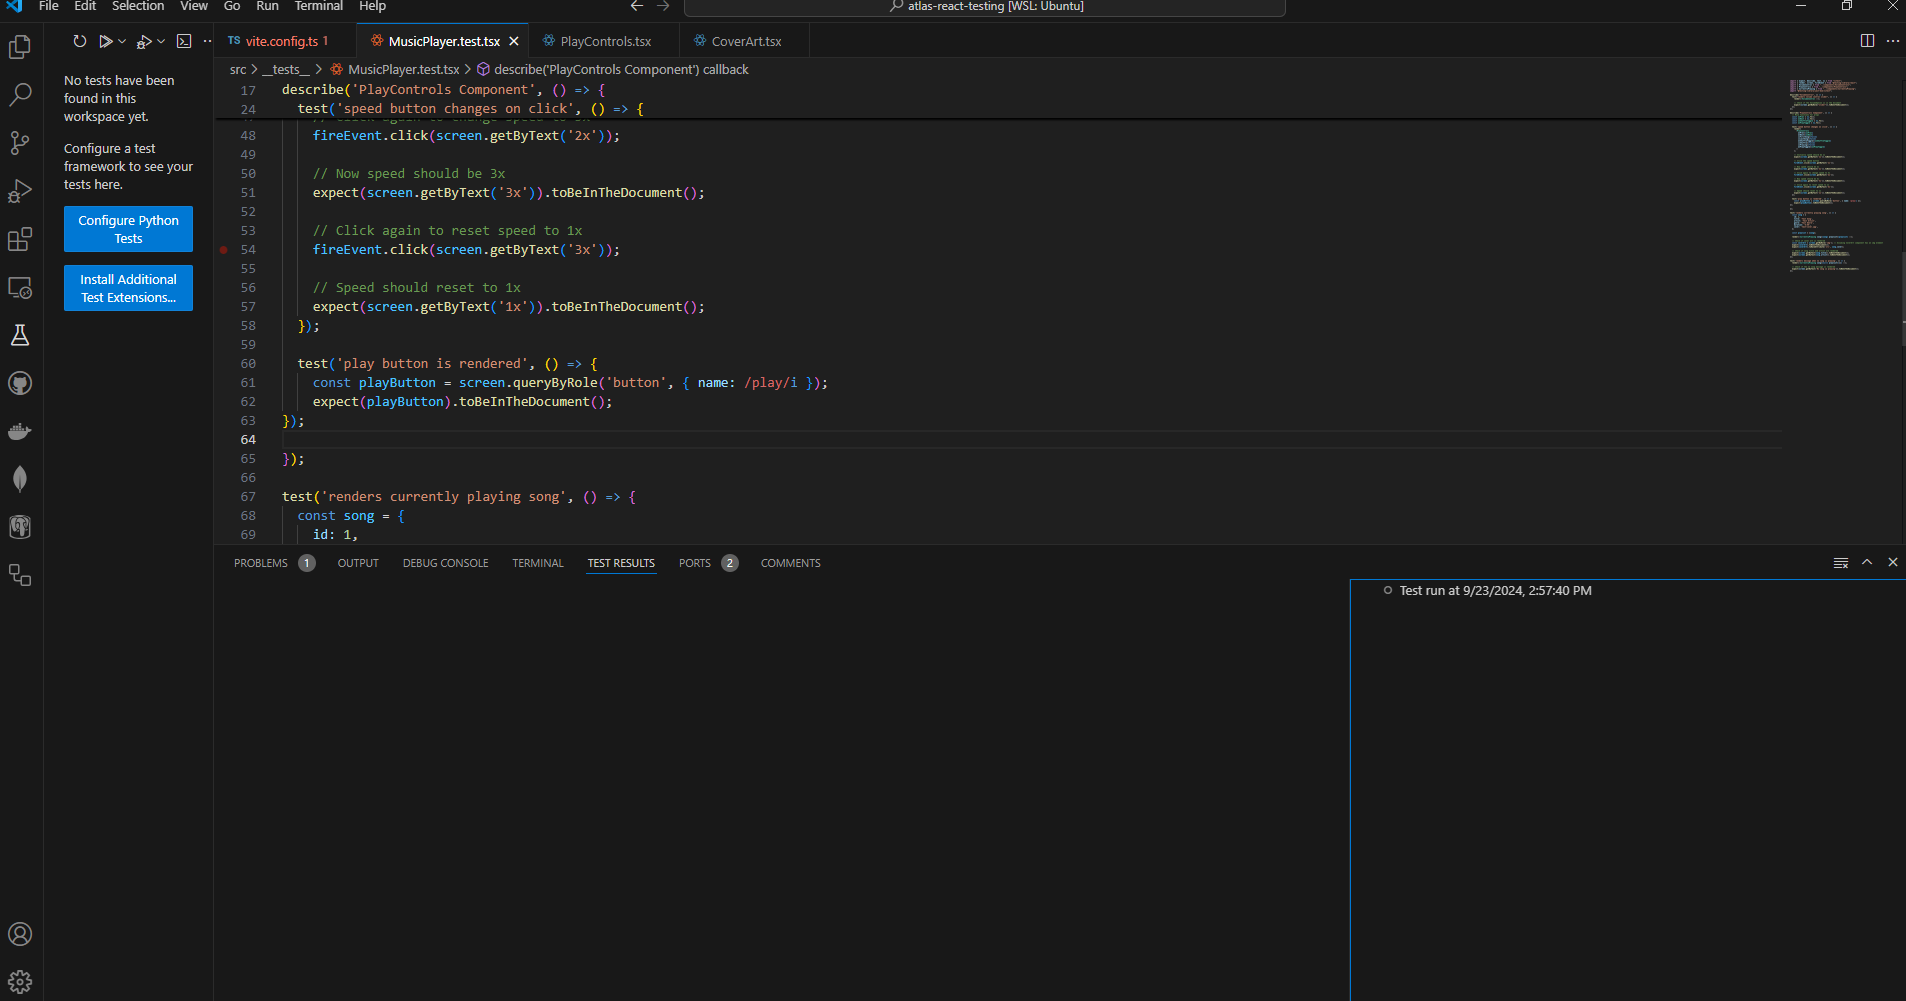 File Edit Selection View Go Run Terminal Help
atlas-react-testing [WSL: Ubuntu]
TS vite.config.ts 1
MusicPlayer.test.tsx
PlayControls.tsx
CoverArt.tsx
src > __tests__ > MusicPlayer.test.tsx > describe('PlayControls Component') callback
No tests have been
found in this
workspace yet.
Configure a test
framework to see your
tests here.
Configure Python
Tests
Install Additional
Test Extensions...
17 describe('PlayControls Component', () => {
24 test('speed button changes on click', () => {
48 fireEvent.click(screen.getByText('2x'));
49
50 // Now speed should be 3x
51 expect(screen.getByText('3x')).toBeInTheDocument();
52
53 // Click again to reset speed to 1x
54 fireEvent.click(screen.getByText('3x'));
55
56 // Speed should reset to 1x
57 expect(screen.getByText('1x')).toBeInTheDocument();
58 });
59
60 test('play button is rendered', () => {
61 const playButton = screen.queryByRole('button', { name: /play/i });
62 expect(playButton).toBeInTheDocument();
63 });
64
65 });
66
67 test('renders currently playing song', () => {
68 const song = {
69 id: 1,
PROBLEMS 1 OUTPUT DEBUG CONSOLE TERMINAL TEST RESULTS PORTS 2 COMMENTS
Test run at 9/23/2024, 2:57:40 PM